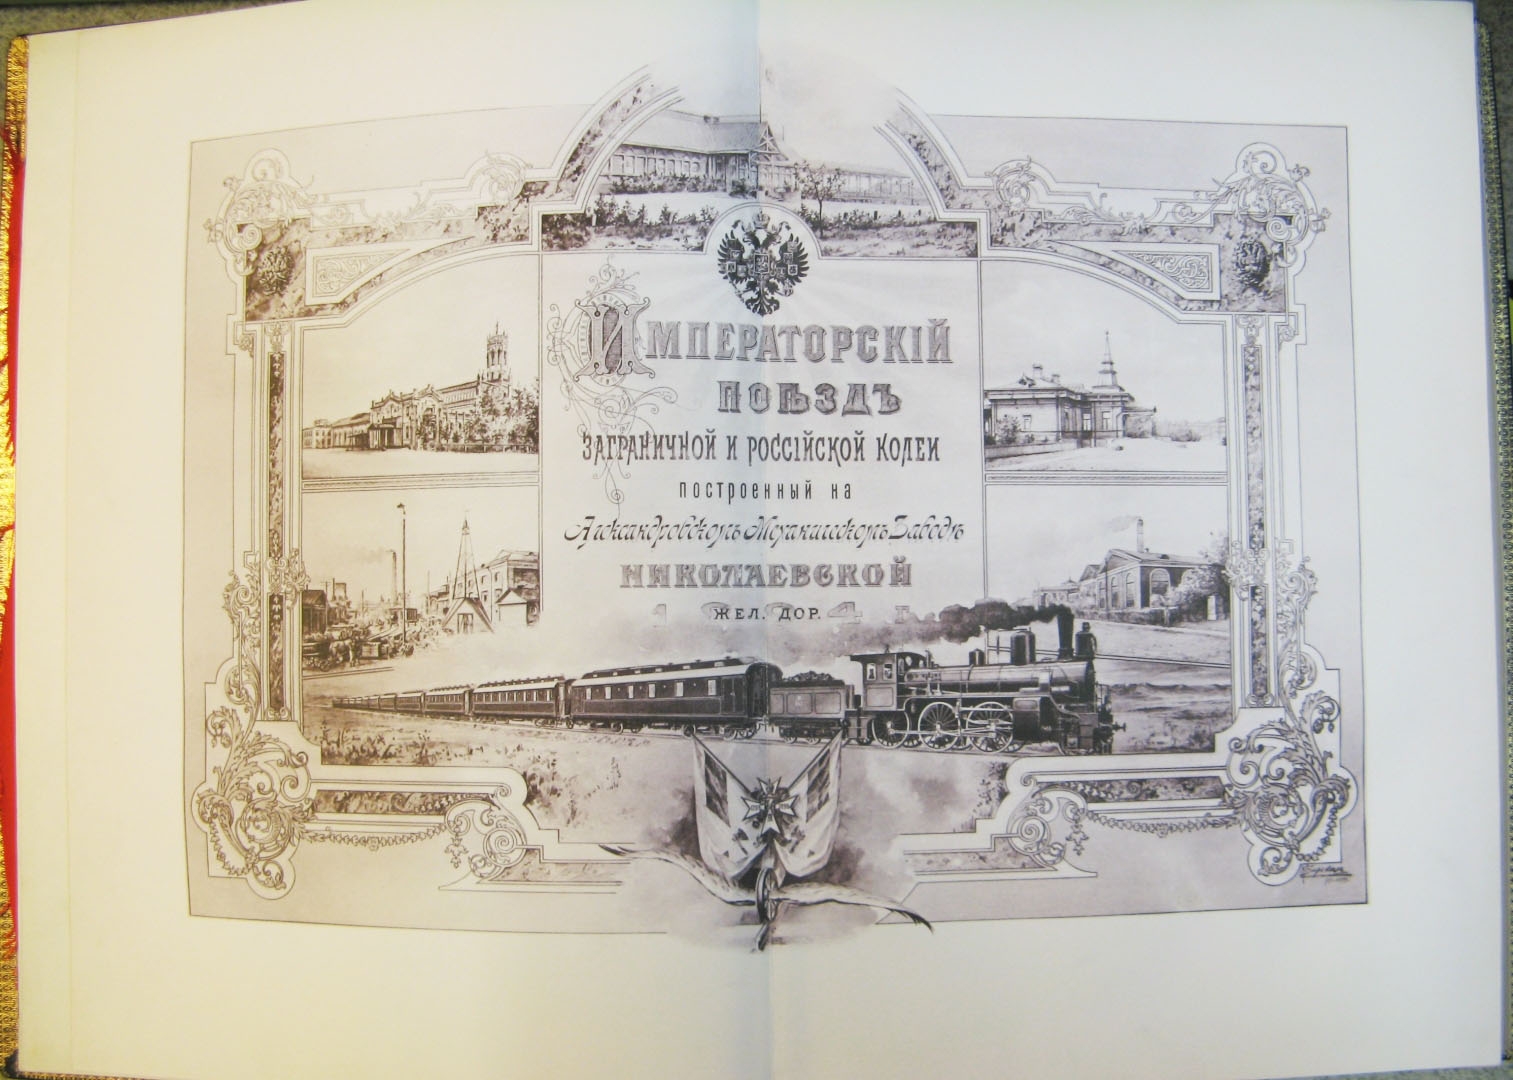 Императорскій
поѣздъ
заграничной и россійской колеи
построенный на
Александровскомъ Механическомъ Заводѣ
Николаевской
жел. дор.